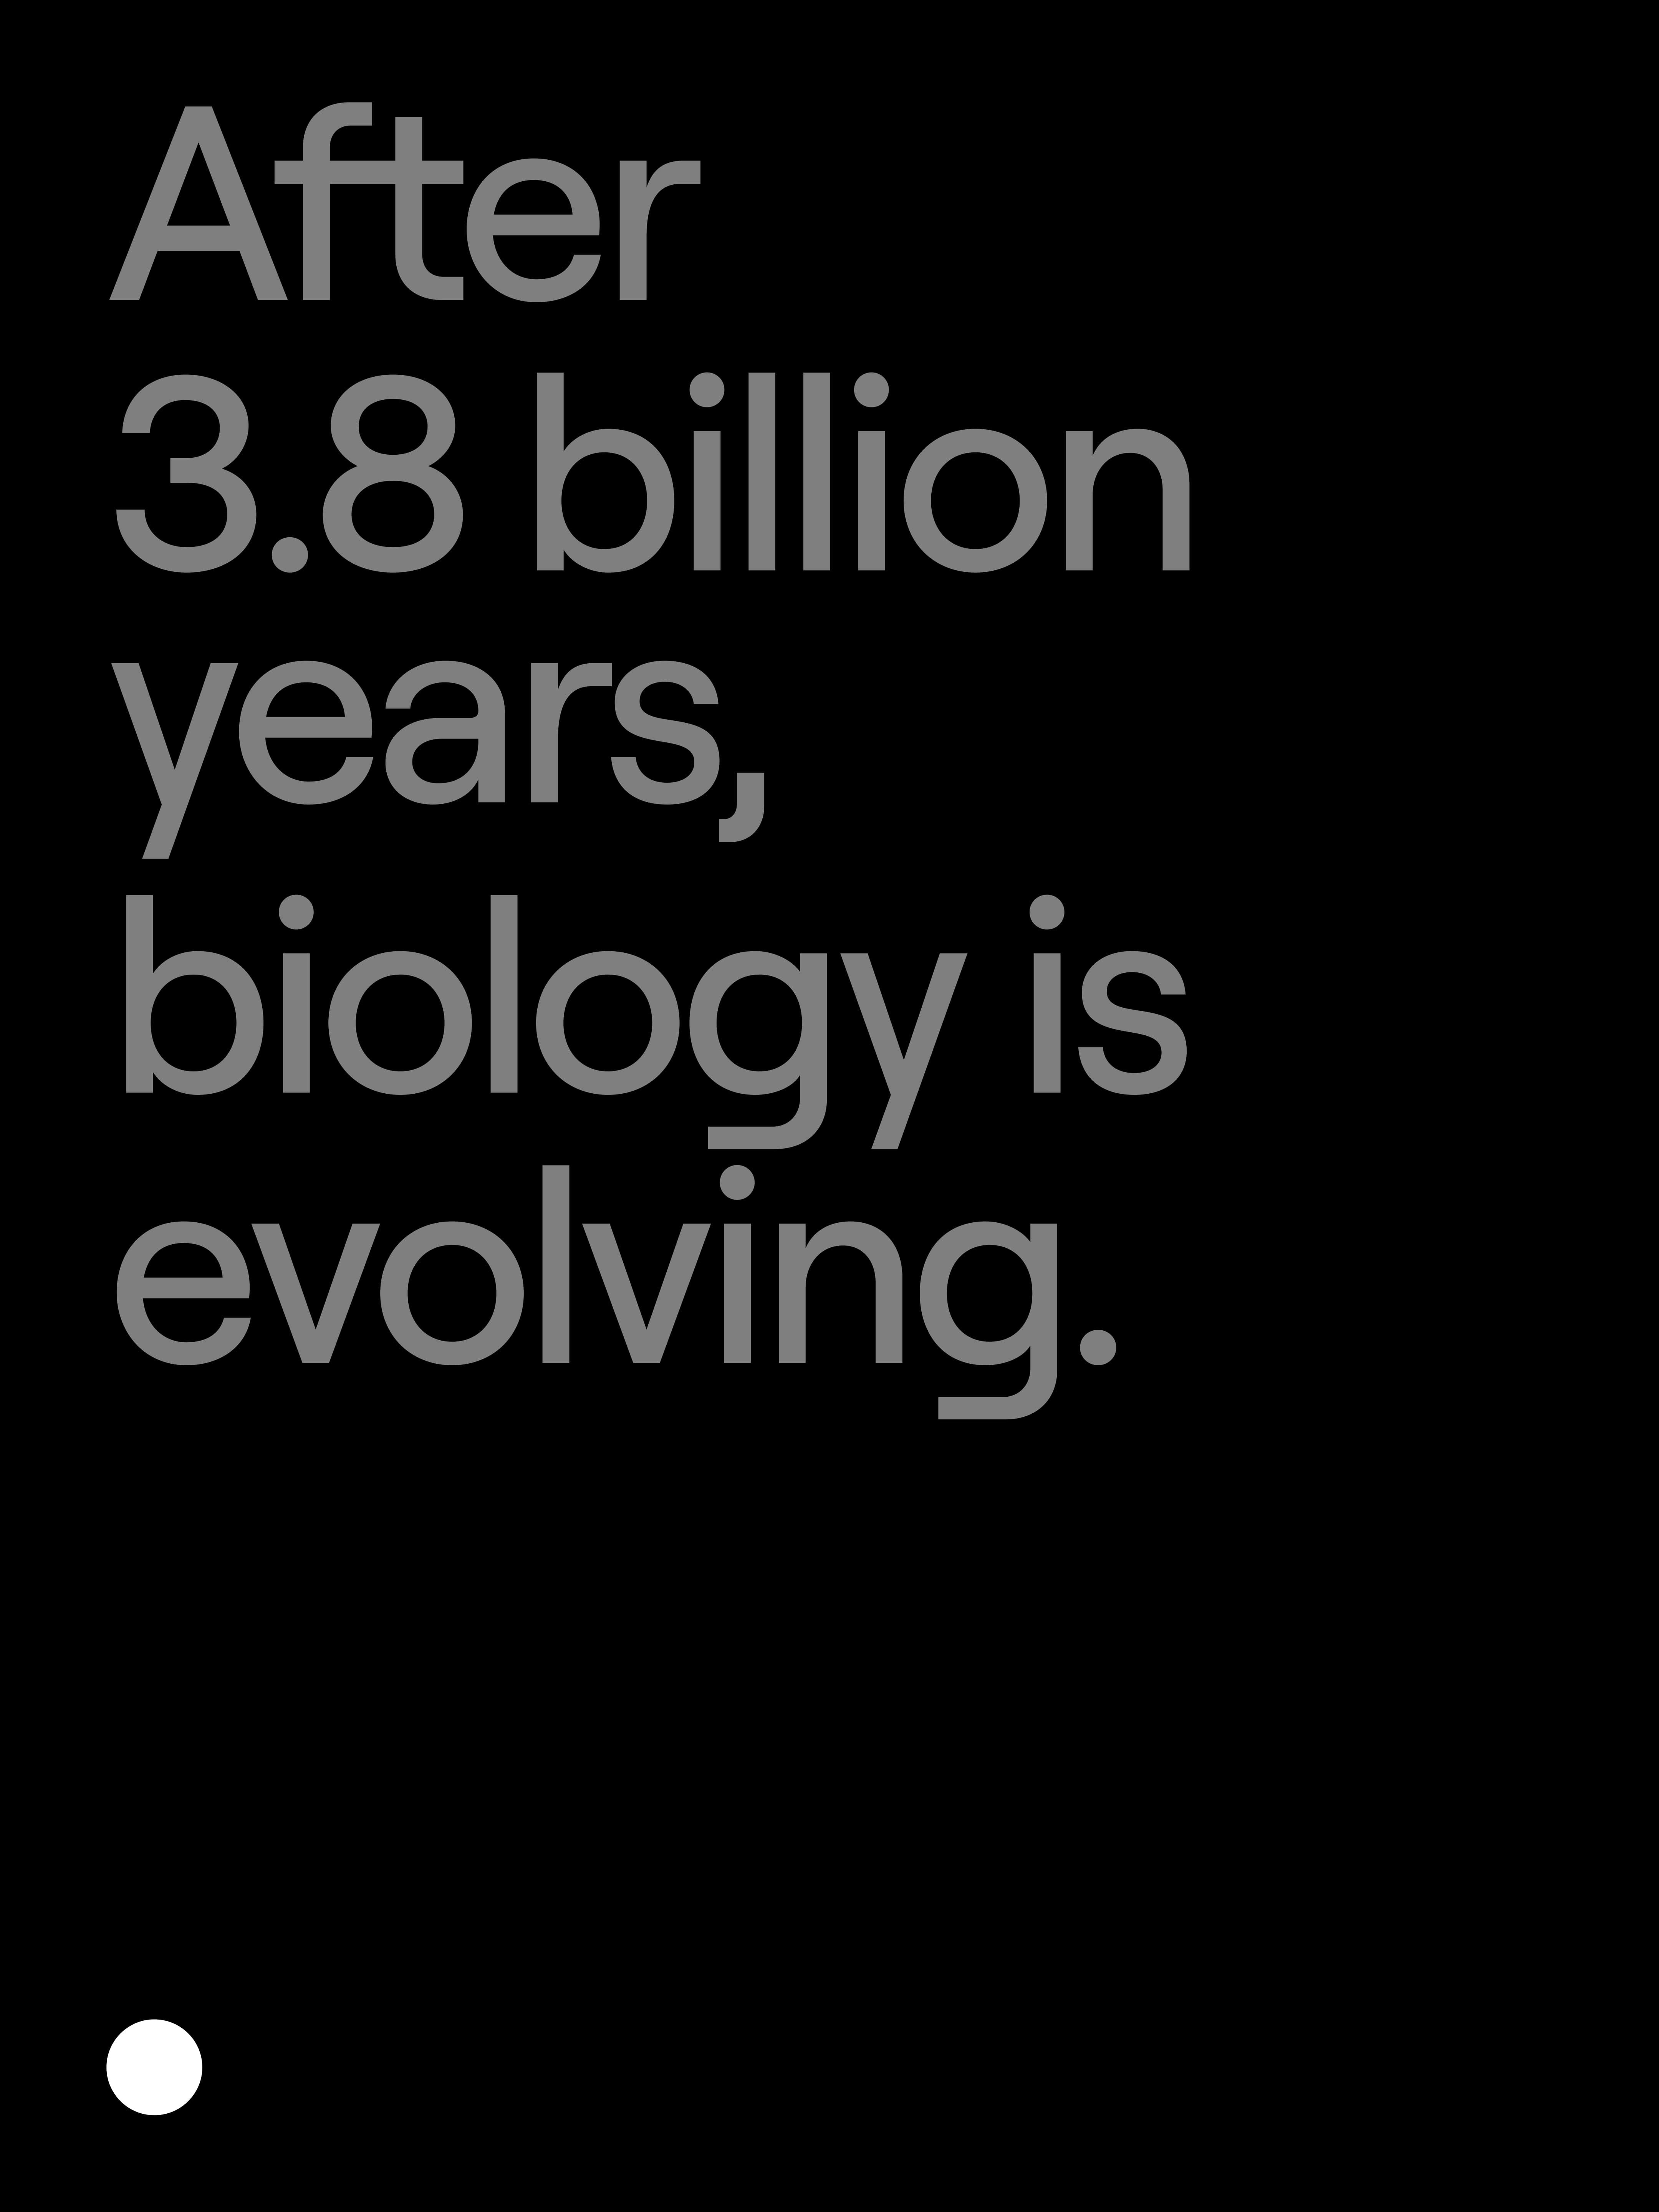 After
3.8 billion
years,
biology is
evolving.